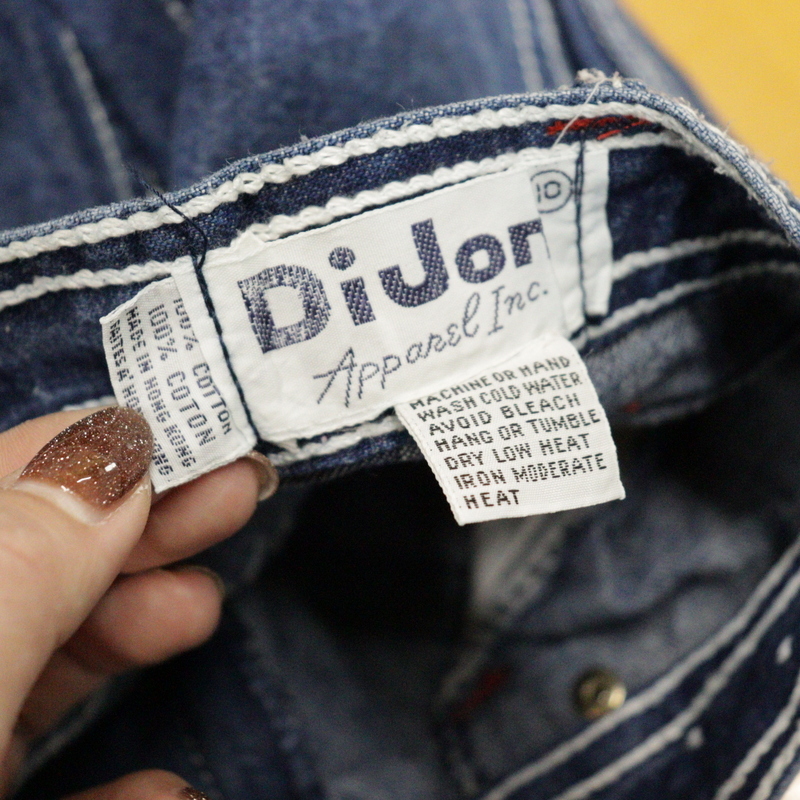 DiJon
Apparel Inc.
10
100% COTTON
100% COTON
MADE IN HONG KONG
MACHINE OR HAND
WASH COLD WATER
AVOID BLEACH
HANG OR TUMBLE
DRY LOW HEAT
IRON MODERATE
HEAT